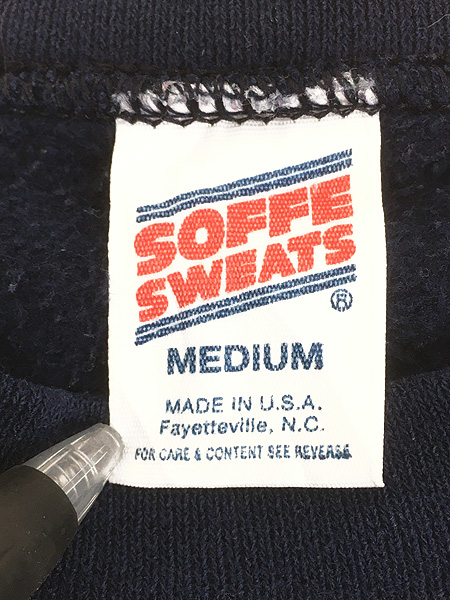 SOFFE
SWEATS
®
MEDIUM
MADE IN U.S.A.
Fayetteville, N.C.
FOR CARE & CONTENT SEE REVERSE